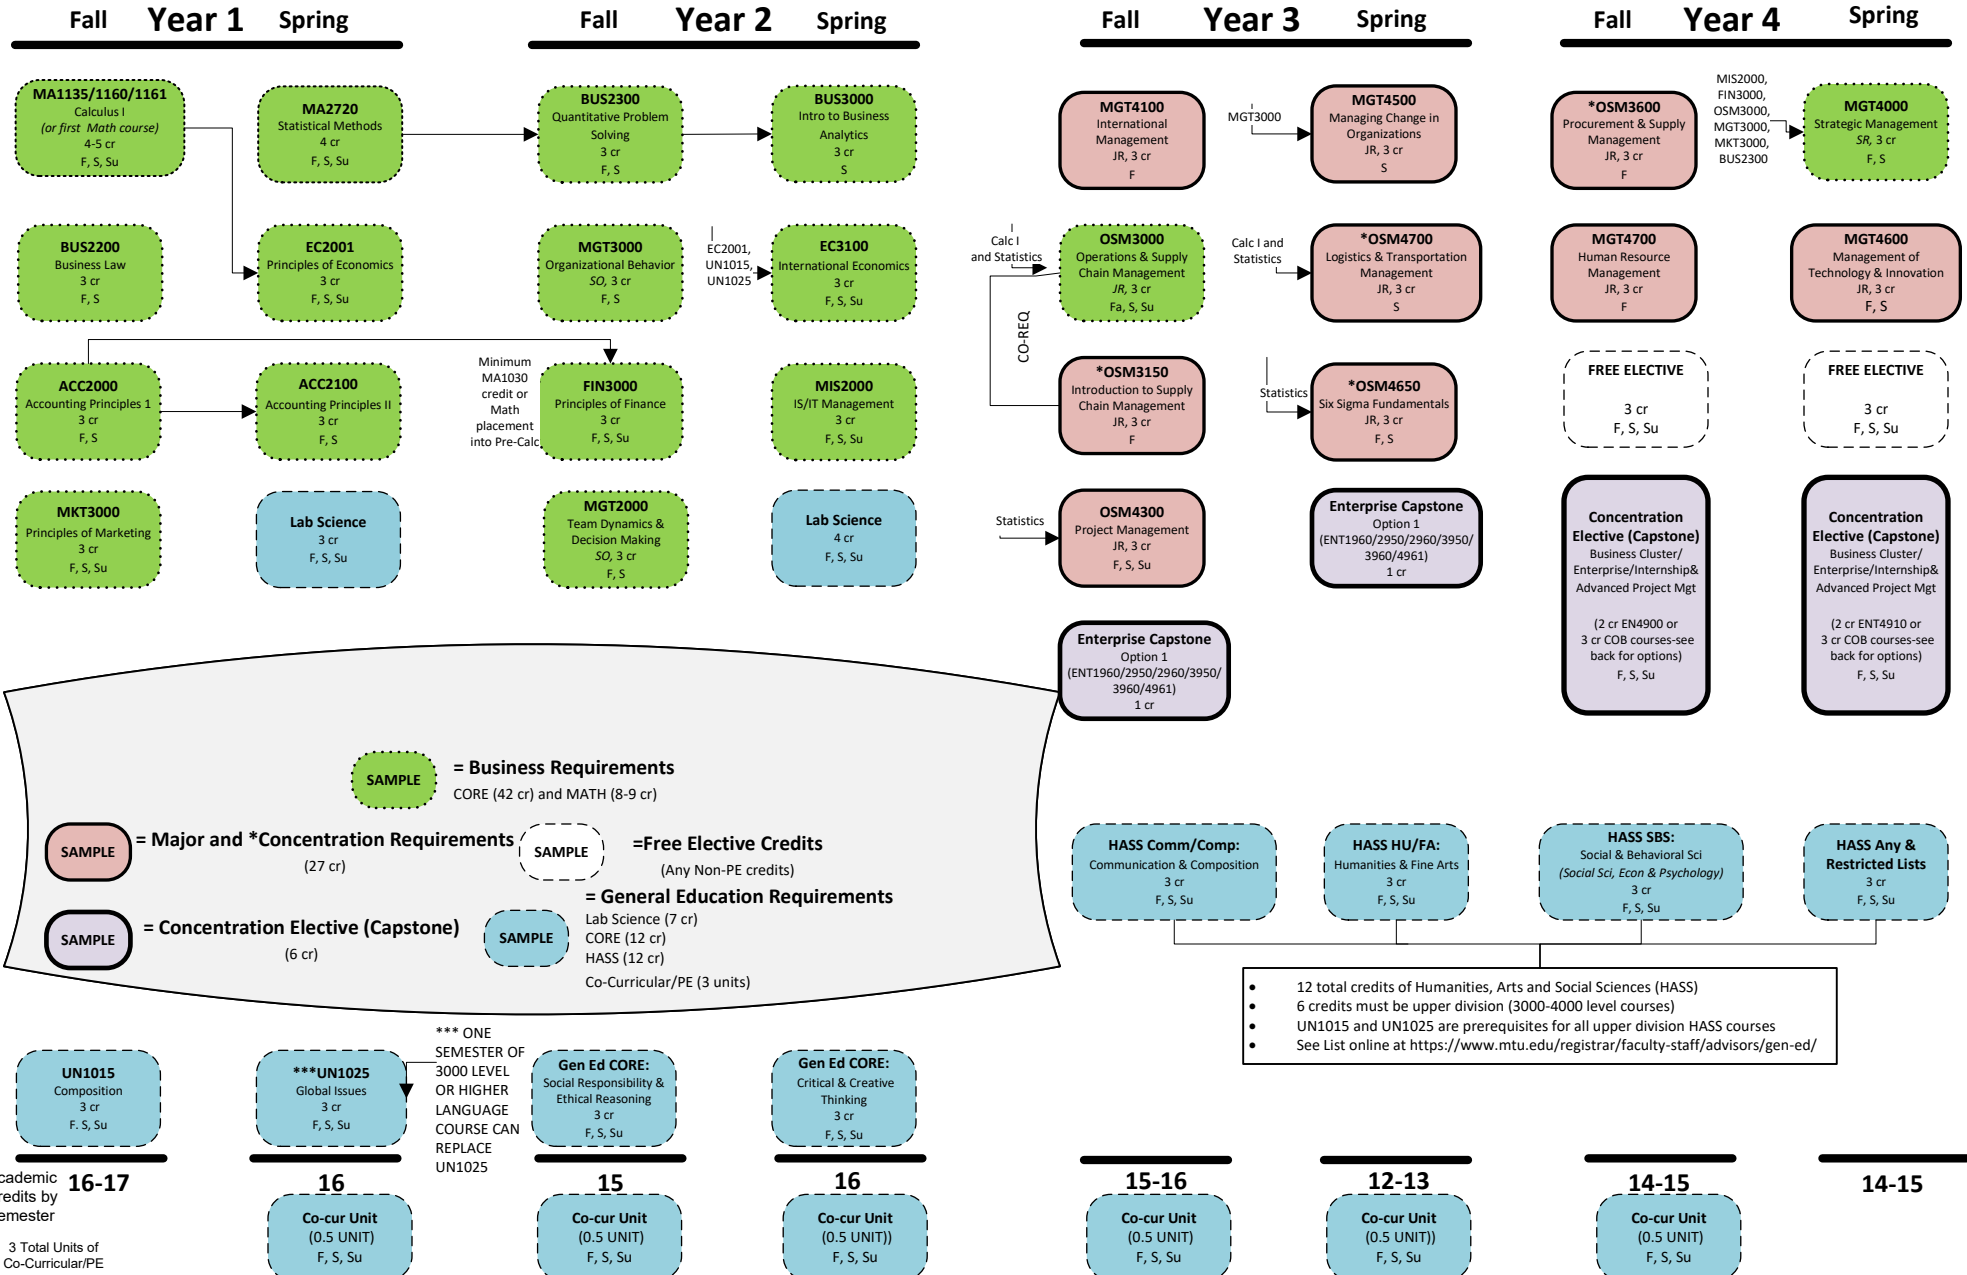 Fall Year 1 Spring
Fall Year 2 Spring
Fall Year 3 Spring
Fall Year 4 Spring
MA1135/1160/1161
Calculus I
(or first Math course)
4-5 cr
F, S, Su
MA2720
Statistical Methods
4 cr
F, S, Su
BUS2300
Quantitative Problem
Solving
3 cr
F, S
BUS3000
Intro to Business
Analytics
3 cr
S
MGT4100
International
Management
JR, 3 cr
F
MGT3000
MGT4500
Managing Change in
Organizations
JR, 3 cr
S
*OSM3600
Procurement & Supply
Management
JR, 3 cr
F
MIS2000,
FIN3000,
OSM3000,
MGT3000,
MKT3000,
BUS2300
MGT4000
Strategic Management
SR, 3 cr
F, S
BUS2200
Business Law
3 cr
F, S
EC2001
Principles of Economics
3 cr
F, S, Su
MGT3000
Organizational Behavior
SO, 3 cr
F, S
EC2001,
UN1015,
UN1025
EC3100
International Economics
3 cr
F, S, Su
Calc I
and Statistics
OSM3000
Operations & Supply
Chain Management
JR, 3 cr
Fa, S, Su
Calc I and
Statistics
*OSM4700
Logistics & Transportation
Management
JR, 3 cr
S
MGT4700
Human Resource
Management
JR, 3 cr
F
MGT4600
Management of
Technology & Innovation
JR, 3 cr
F, S
CO-REQ
ACC2000
Accounting Principles 1
3 cr
F, S
ACC2100
Accounting Principles II
3 cr
F, S
Minimum
MA1030
credit or
Math
placement
into Pre-Calc
FIN3000
Principles of Finance
3 cr
F, S, Su
MIS2000
IS/IT Management
3 cr
F, S, Su
*OSM3150
Introduction to Supply
Chain Management
JR, 3 cr
F
Statistics
*OSM4650
Six Sigma Fundamentals
JR, 3 cr
F, S
FREE ELECTIVE
3 cr
F, S, Su
FREE ELECTIVE
3 cr
F, S, Su
MKT3000
Principles of Marketing
3 cr
F, S, Su
Lab Science
3 cr
F, S, Su
MGT2000
Team Dynamics &
Decision Making
SO, 3 cr
F, S
Lab Science
4 cr
F, S, Su
Statistics
OSM4300
Project Management
JR, 3 cr
F, S, Su
Enterprise Capstone
Option 1
(ENT1960/2950/2960/3950/
3960/4961)
1 cr
Concentration
Elective (Capstone)
Business Cluster/
Enterprise/Internship&
Advanced Project Mgt
(2 cr EN4900 or
3 cr COB courses-see
back for options)
F, S, Su
Concentration
Elective (Capstone)
Business Cluster/
Enterprise/Internship&
Advanced Project Mgt
(2 cr ENT4910 or
3 cr COB courses-see
back for options)
F, S, Su
Enterprise Capstone
Option 1
(ENT1960/2950/2960/3950/
3960/4961)
1 cr
SAMPLE
= Business Requirements
CORE (42 cr) and MATH (8-9 cr)
SAMPLE
= Major and *Concentration Requirements
(27 cr)
SAMPLE
=Free Elective Credits
(Any Non-PE credits)
SAMPLE
= Concentration Elective (Capstone)
(6 cr)
SAMPLE
= General Education Requirements
Lab Science (7 cr)
CORE (12 cr)
HASS (12 cr)
Co-Curricular/PE (3 units)
HASS Comm/Comp:
Communication & Composition
3 cr
F, S, Su
HASS HU/FA:
Humanities & Fine Arts
3 cr
F, S, Su
HASS SBS:
Social & Behavioral Sci
(Social Sci, Econ & Psychology)
3 cr
F, S, Su
HASS Any &
Restricted Lists
3 cr
F, S, Su
• 12 total credits of Humanities, Arts and Social Sciences (HASS)
• 6 credits must be upper division (3000-4000 level courses)
• UN1015 and UN1025 are prerequisites for all upper division HASS courses
• See List online at https://www.mtu.edu/registrar/faculty-staff/advisors/gen-ed/
UN1015
Composition
3 cr
F. S, Su
***UN1025
Global Issues
3 cr
F, S, Su
*** ONE
SEMESTER OF
3000 LEVEL
OR HIGHER
LANGUAGE
COURSE CAN
REPLACE
UN1025
Gen Ed CORE:
Social Responsibility &
Ethical Reasoning
3 cr
F, S, Su
Gen Ed CORE:
Critical & Creative
Thinking
3 cr
F, S, Su
cademic
redits by
emester
16-17
16
15
16
15-16
12-13
14-15
14-15
3 Total Units of
Co-Curricular/PE
Co-cur Unit
(0.5 UNIT)
F, S, Su
Co-cur Unit
(0.5 UNIT)
F, S, Su
Co-cur Unit
(0.5 UNIT))
F, S, Su
Co-cur Unit
(0.5 UNIT)
F, S, Su
Co-cur Unit
(0.5 UNIT))
F, S, Su
Co-cur Unit
(0.5 UNIT)
F, S, Su